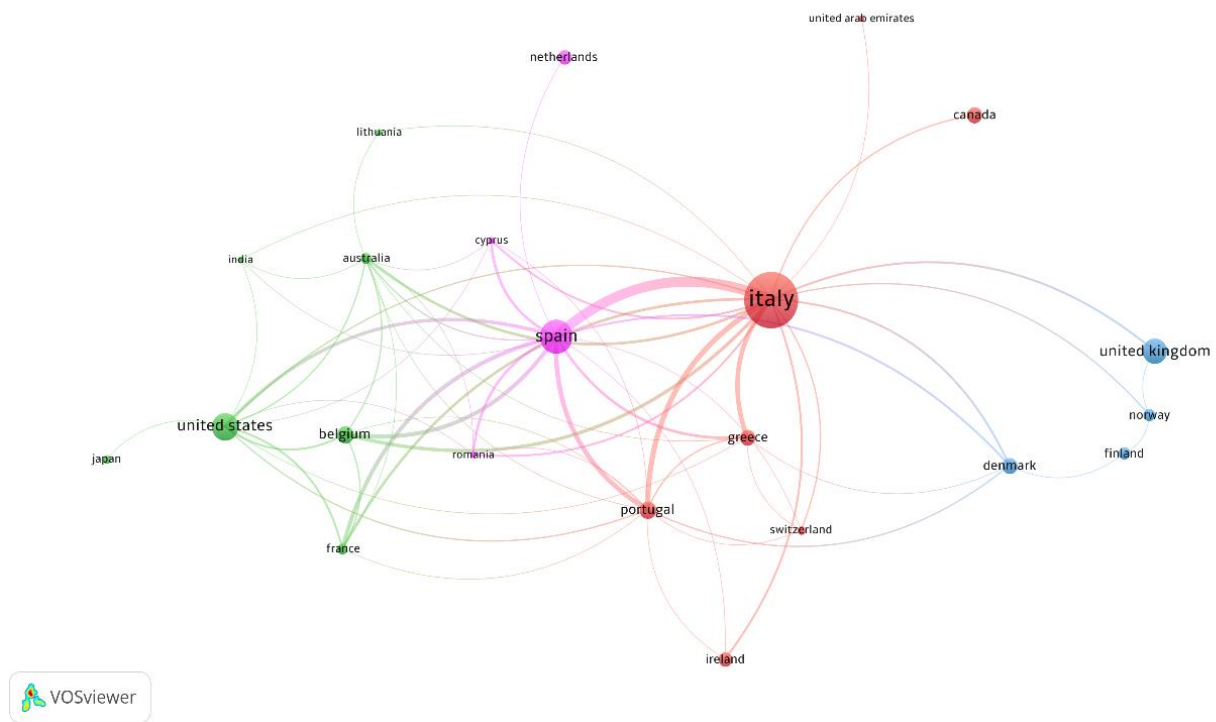 united arab emirates
netherlands
canada
lithuania
cyprus
india
australia
italy
spain
united kingdom
united states
belgium
norway
greece
japan
romania
finland
denmark
portugal
switzerland
france
ireland
VOSviewer